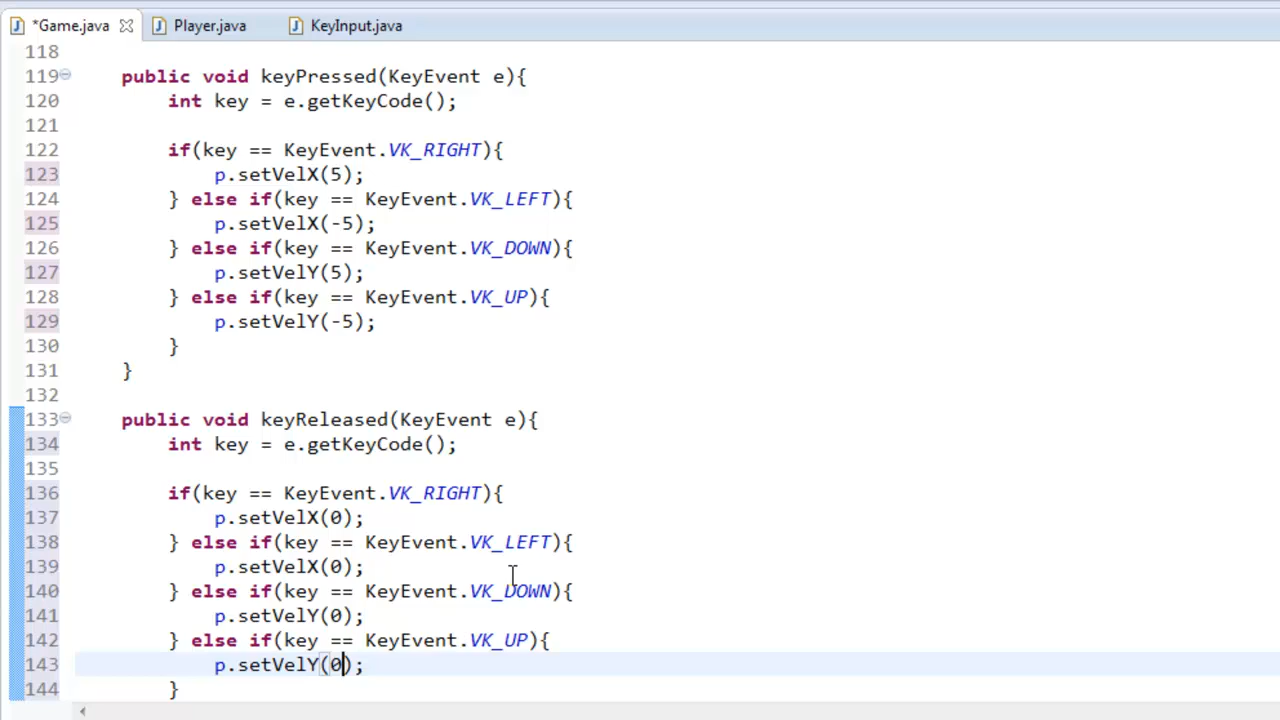 *Game.java Player.java KeyInput.java
118
119 public void keyPressed(KeyEvent e){
120 int key = e.getKeyCode();
121
122 if(key == KeyEvent.VK_RIGHT){
123 p.setVelX(5);
124 } else if(key == KeyEvent.VK_LEFT){
125 p.setVelX(-5);
126 } else if(key == KeyEvent.VK_DOWN){
127 p.setVelY(5);
128 } else if(key == KeyEvent.VK_UP){
129 p.setVelY(-5);
130 }
131 }
132
133 public void keyReleased(KeyEvent e){
134 int key = e.getKeyCode();
135
136 if(key == KeyEvent.VK_RIGHT){
137 p.setVelX(0);
138 } else if(key == KeyEvent.VK_LEFT){
139 p.setVelX(0);
140 } else if(key == KeyEvent.VK_DOWN){
141 p.setVelY(0);
142 } else if(key == KeyEvent.VK_UP){
143 p.setVelY(0);
144 }